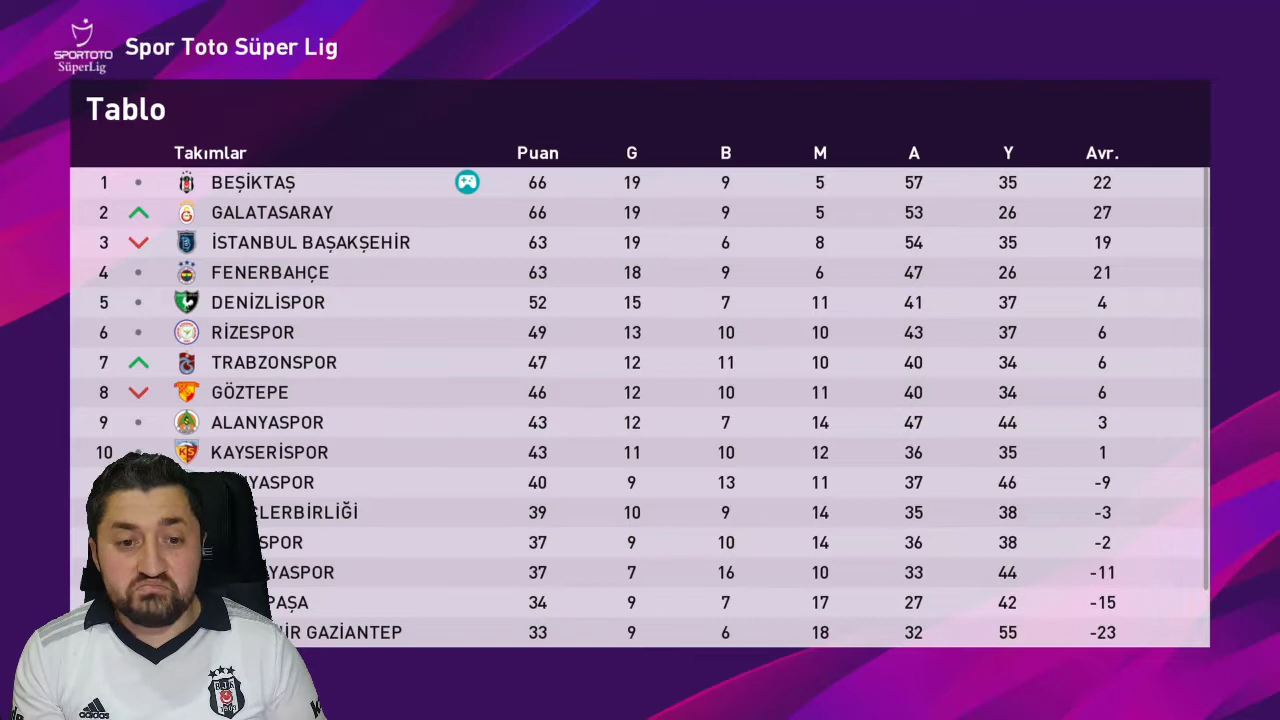 SPORTOTO
SüperLig
Spor Toto Süper Lig
Tablo
Takımlar Puan G B M A Y Avr.
1 BEŞİKTAŞ 66 19 9 5 57 35 22
2 GALATASARAY 66 19 9 5 53 26 27
3 İSTANBUL BAŞAKŞEHİR 63 19 6 8 54 35 19
4 FENERBAHÇE 63 18 9 6 47 26 21
5 DENİZLİSPOR 52 15 7 11 41 37 4
6 RİZESPOR 49 13 10 10 43 37 6
7 TRABZONSPOR 47 12 11 10 40 34 6
8 GÖZTEPE 46 12 10 11 40 34 6
9 ALANYASPOR 43 12 7 14 47 44 3
10 KAYSERİSPOR 43 11 10 12 36 35 1
YASPOR 40 9 13 11 37 46 -9
ÇLERBİRLİĞİ 39 10 9 14 35 38 -3
SPOR 37 9 10 14 36 38 -2
YASPOR 37 7 16 10 33 44 -11
PAŞA 34 9 7 17 27 42 -15
İR GAZİANTEP 33 9 6 18 32 55 -23
adidas